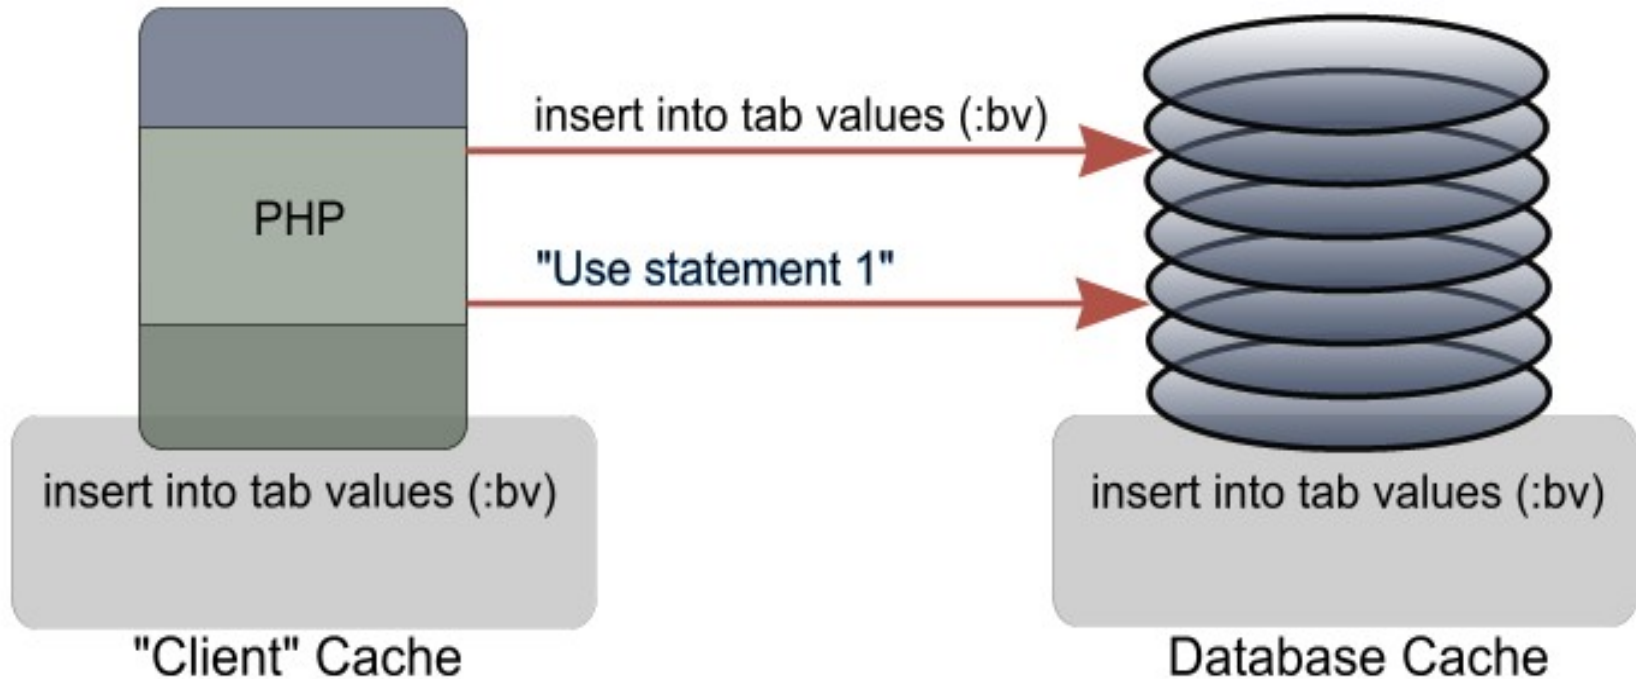 insert into tab values (:bv)
PHP
"Use statement 1"
insert into tab values (:bv)
insert into tab values (:bv)
"Client" Cache
Database Cache